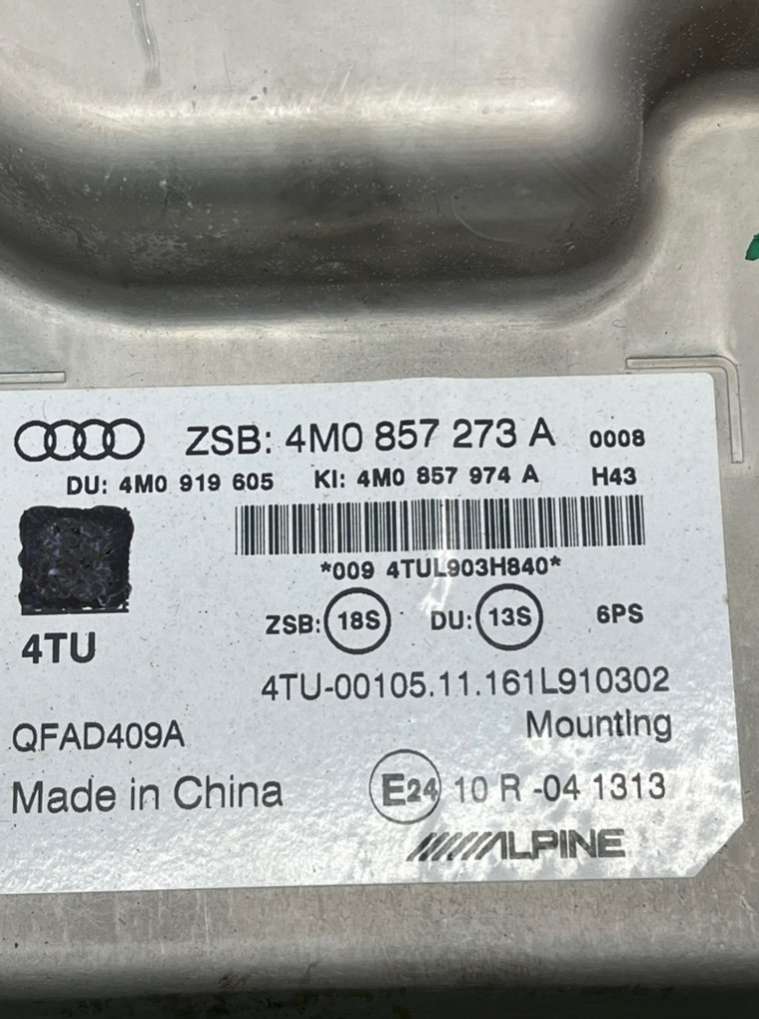 ZSB: 4M0 857 273 A 0008
DU: 4M0 919 605 KI: 4M0 857 974 A H43
*009 4TUL903H840*
ZSB: 18S DU: 13S 6PS
4TU
4TU-00105.11.161L910302
QFAD409A Mounting
Made in China E24 10 R -04 1313
ALPINE